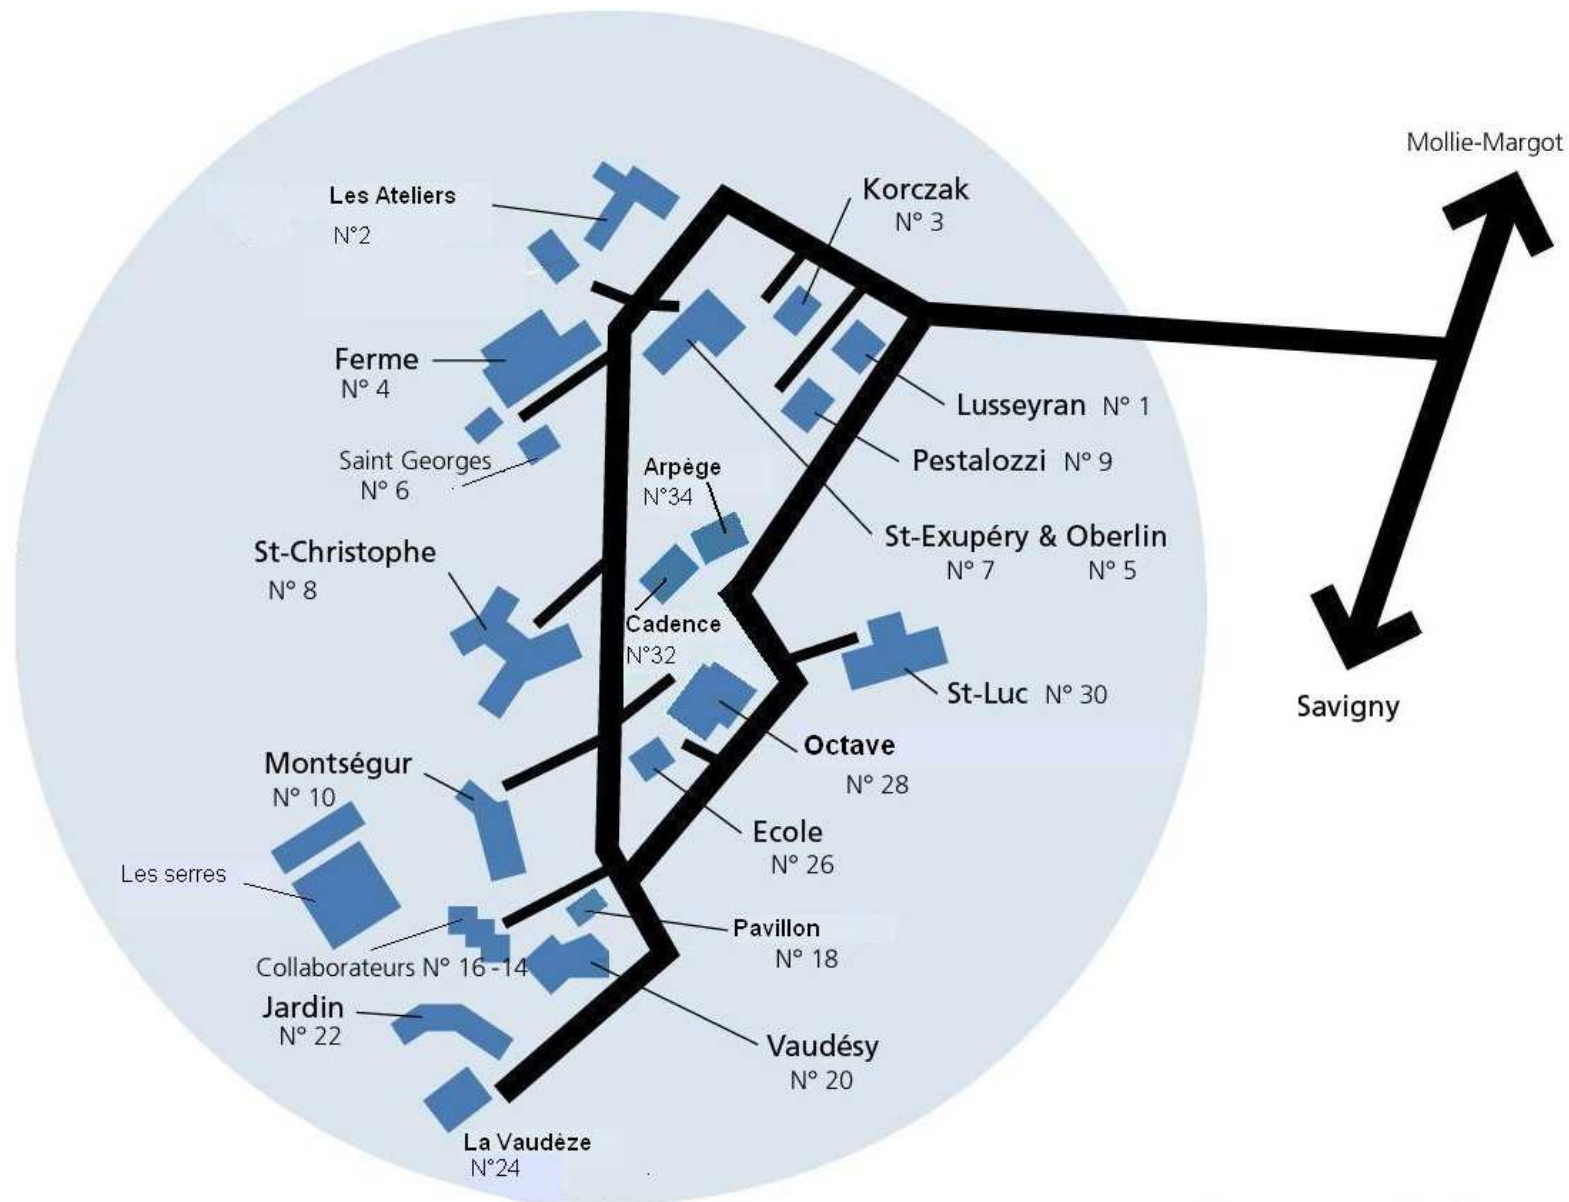 Mollie-Margot
Les Ateliers
N°2
Korczak
N° 3
Ferme
N° 4
Lusseyran N° 1
Pestalozzi N° 9
Saint Georges
N° 6
Arpège
N°34
St-Exupéry & Oberlin
N° 7 N° 5
St-Christophe
N° 8
Cadence
N°32
St-Luc N° 30
Savigny
Octave
N° 28
Montségur
N° 10
Ecole
N° 26
Les serres
Pavillon
N° 18
Collaborateurs N° 16 -14
Jardin
N° 22
Vaudésy
N° 20
La Vaudèze
N°24